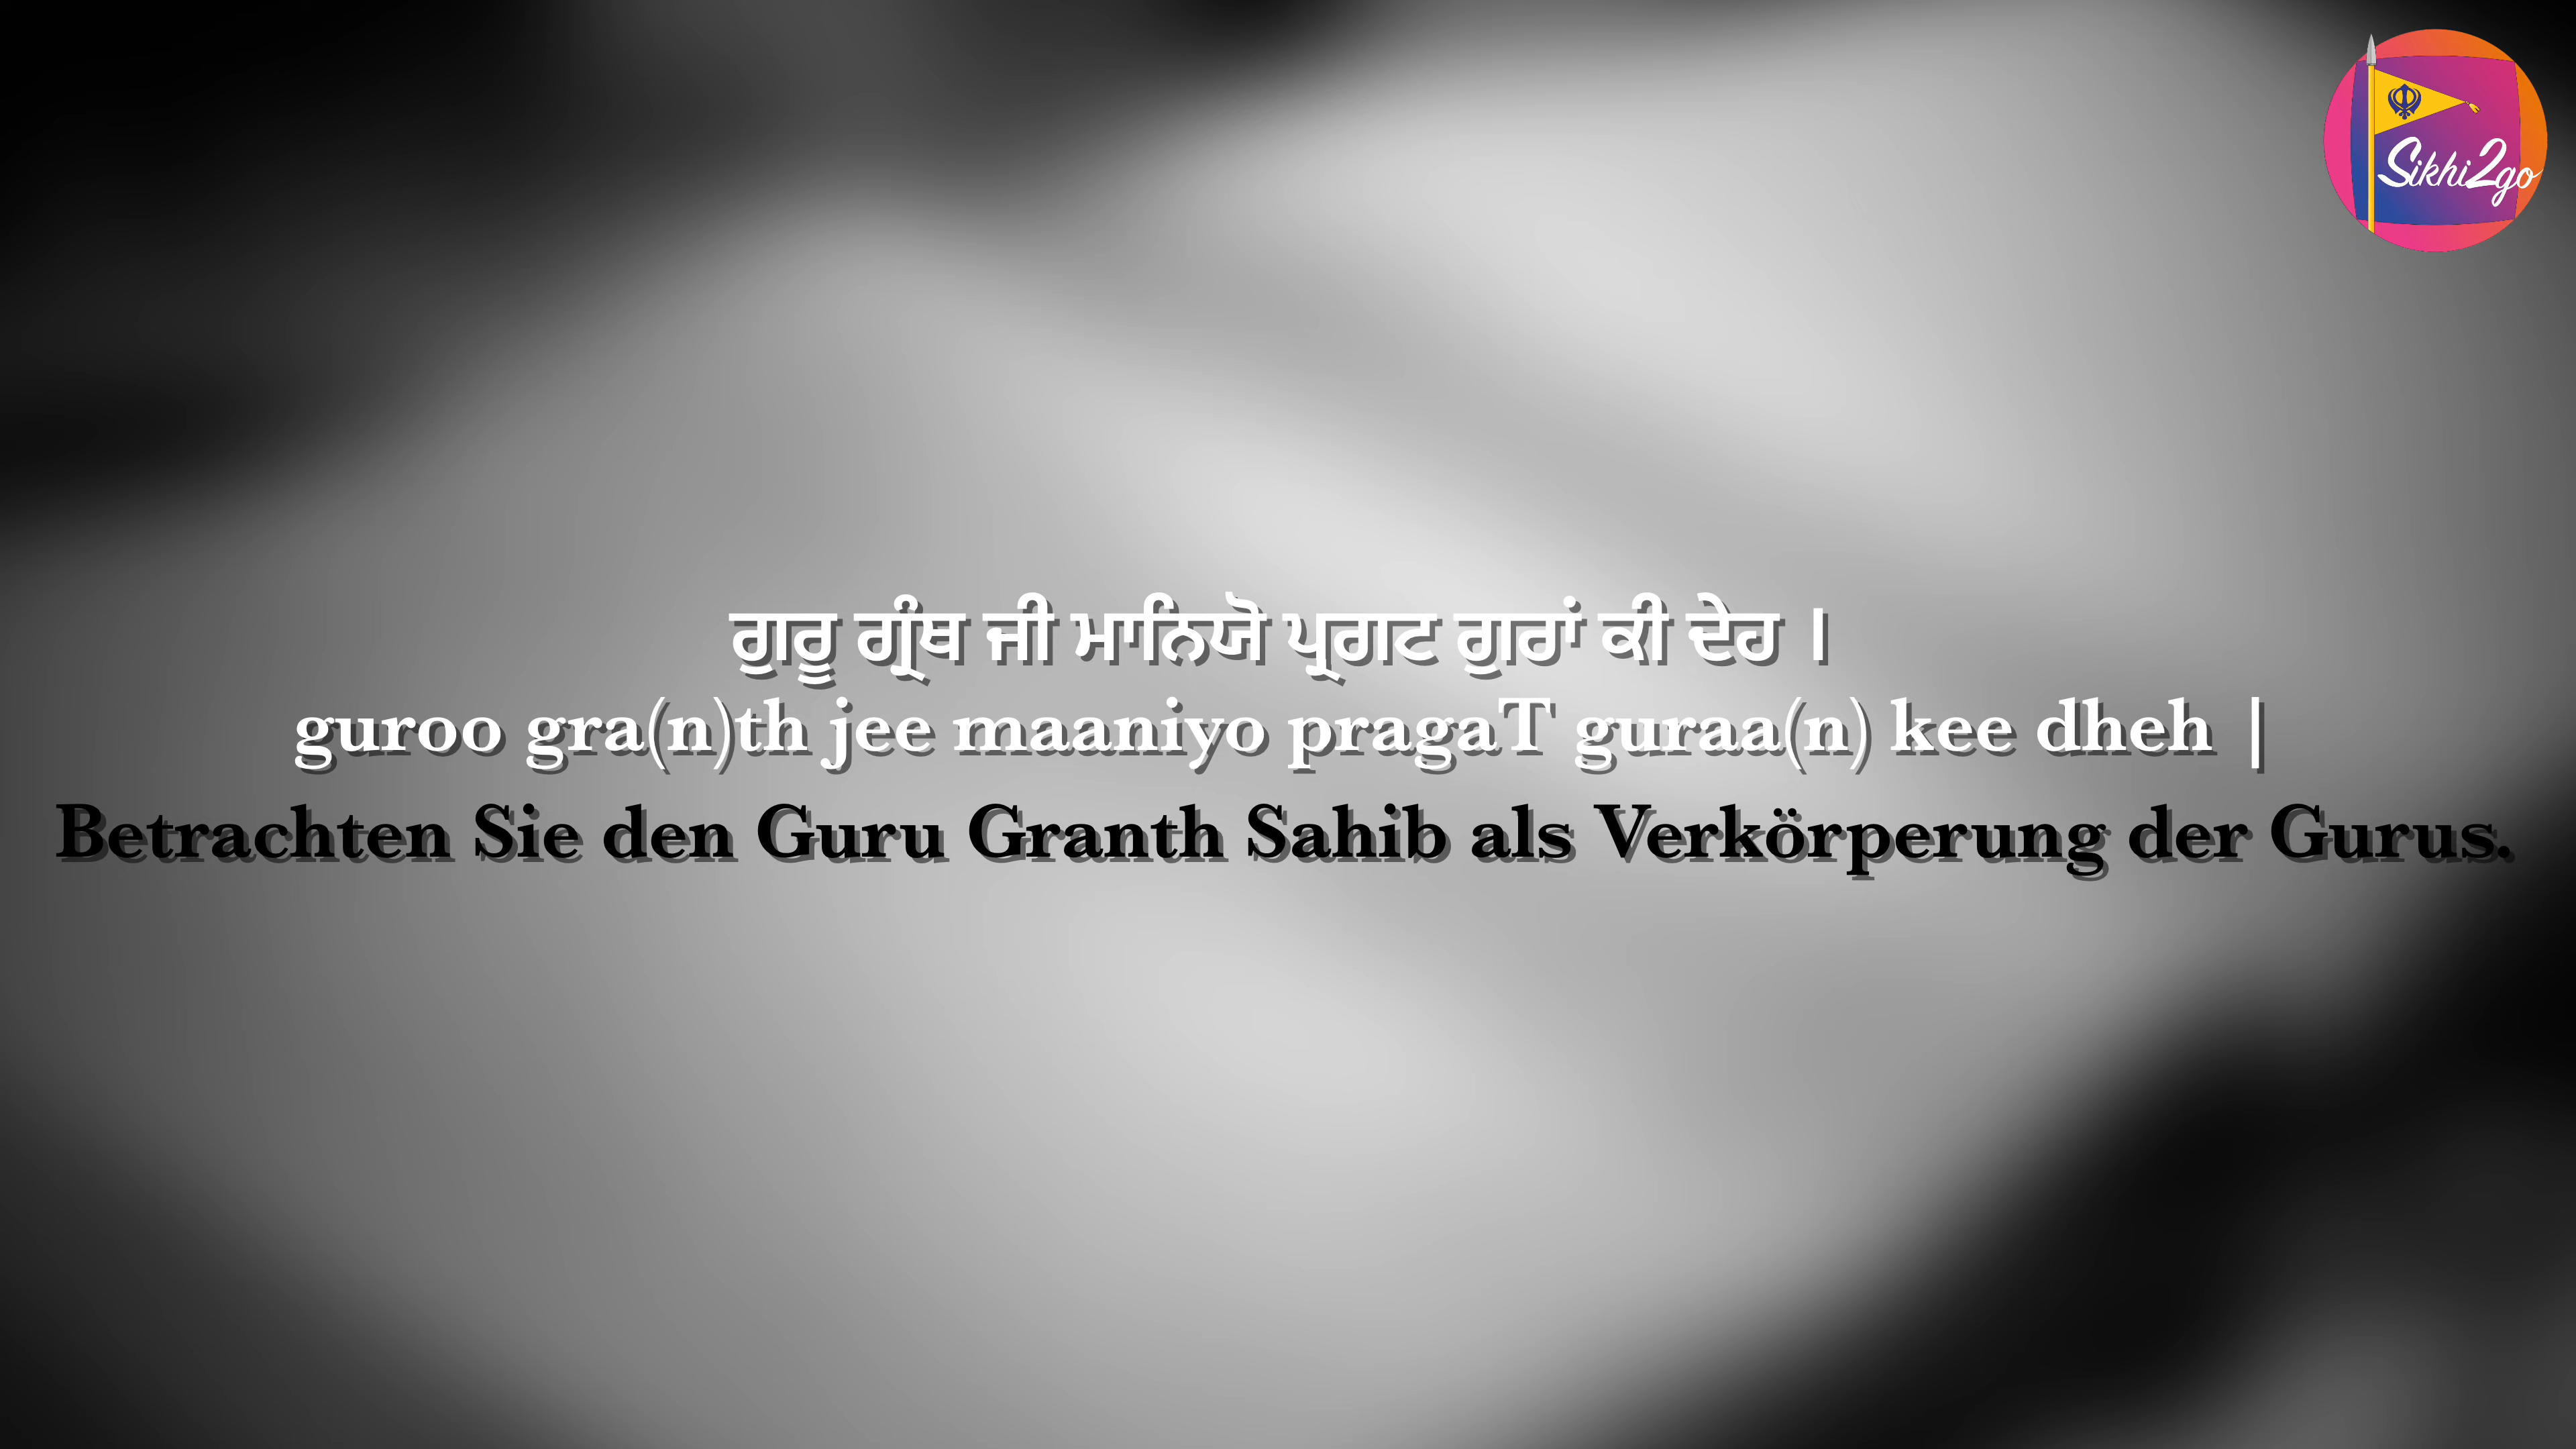 Sikhi2go
ਗੁਰੂ ਗ੍ਰੰਥ ਜੀ ਮਾਨਿਯੋ ਪ੍ਰਗਟ ਗੁਰਾਂ ਕੀ ਦੇਹ ।
guroo gra(n)th jee maaniyo pragaT guraa(n) kee dheh |
Betrachten Sie den Guru Granth Sahib als Verkörperung der Gurus.